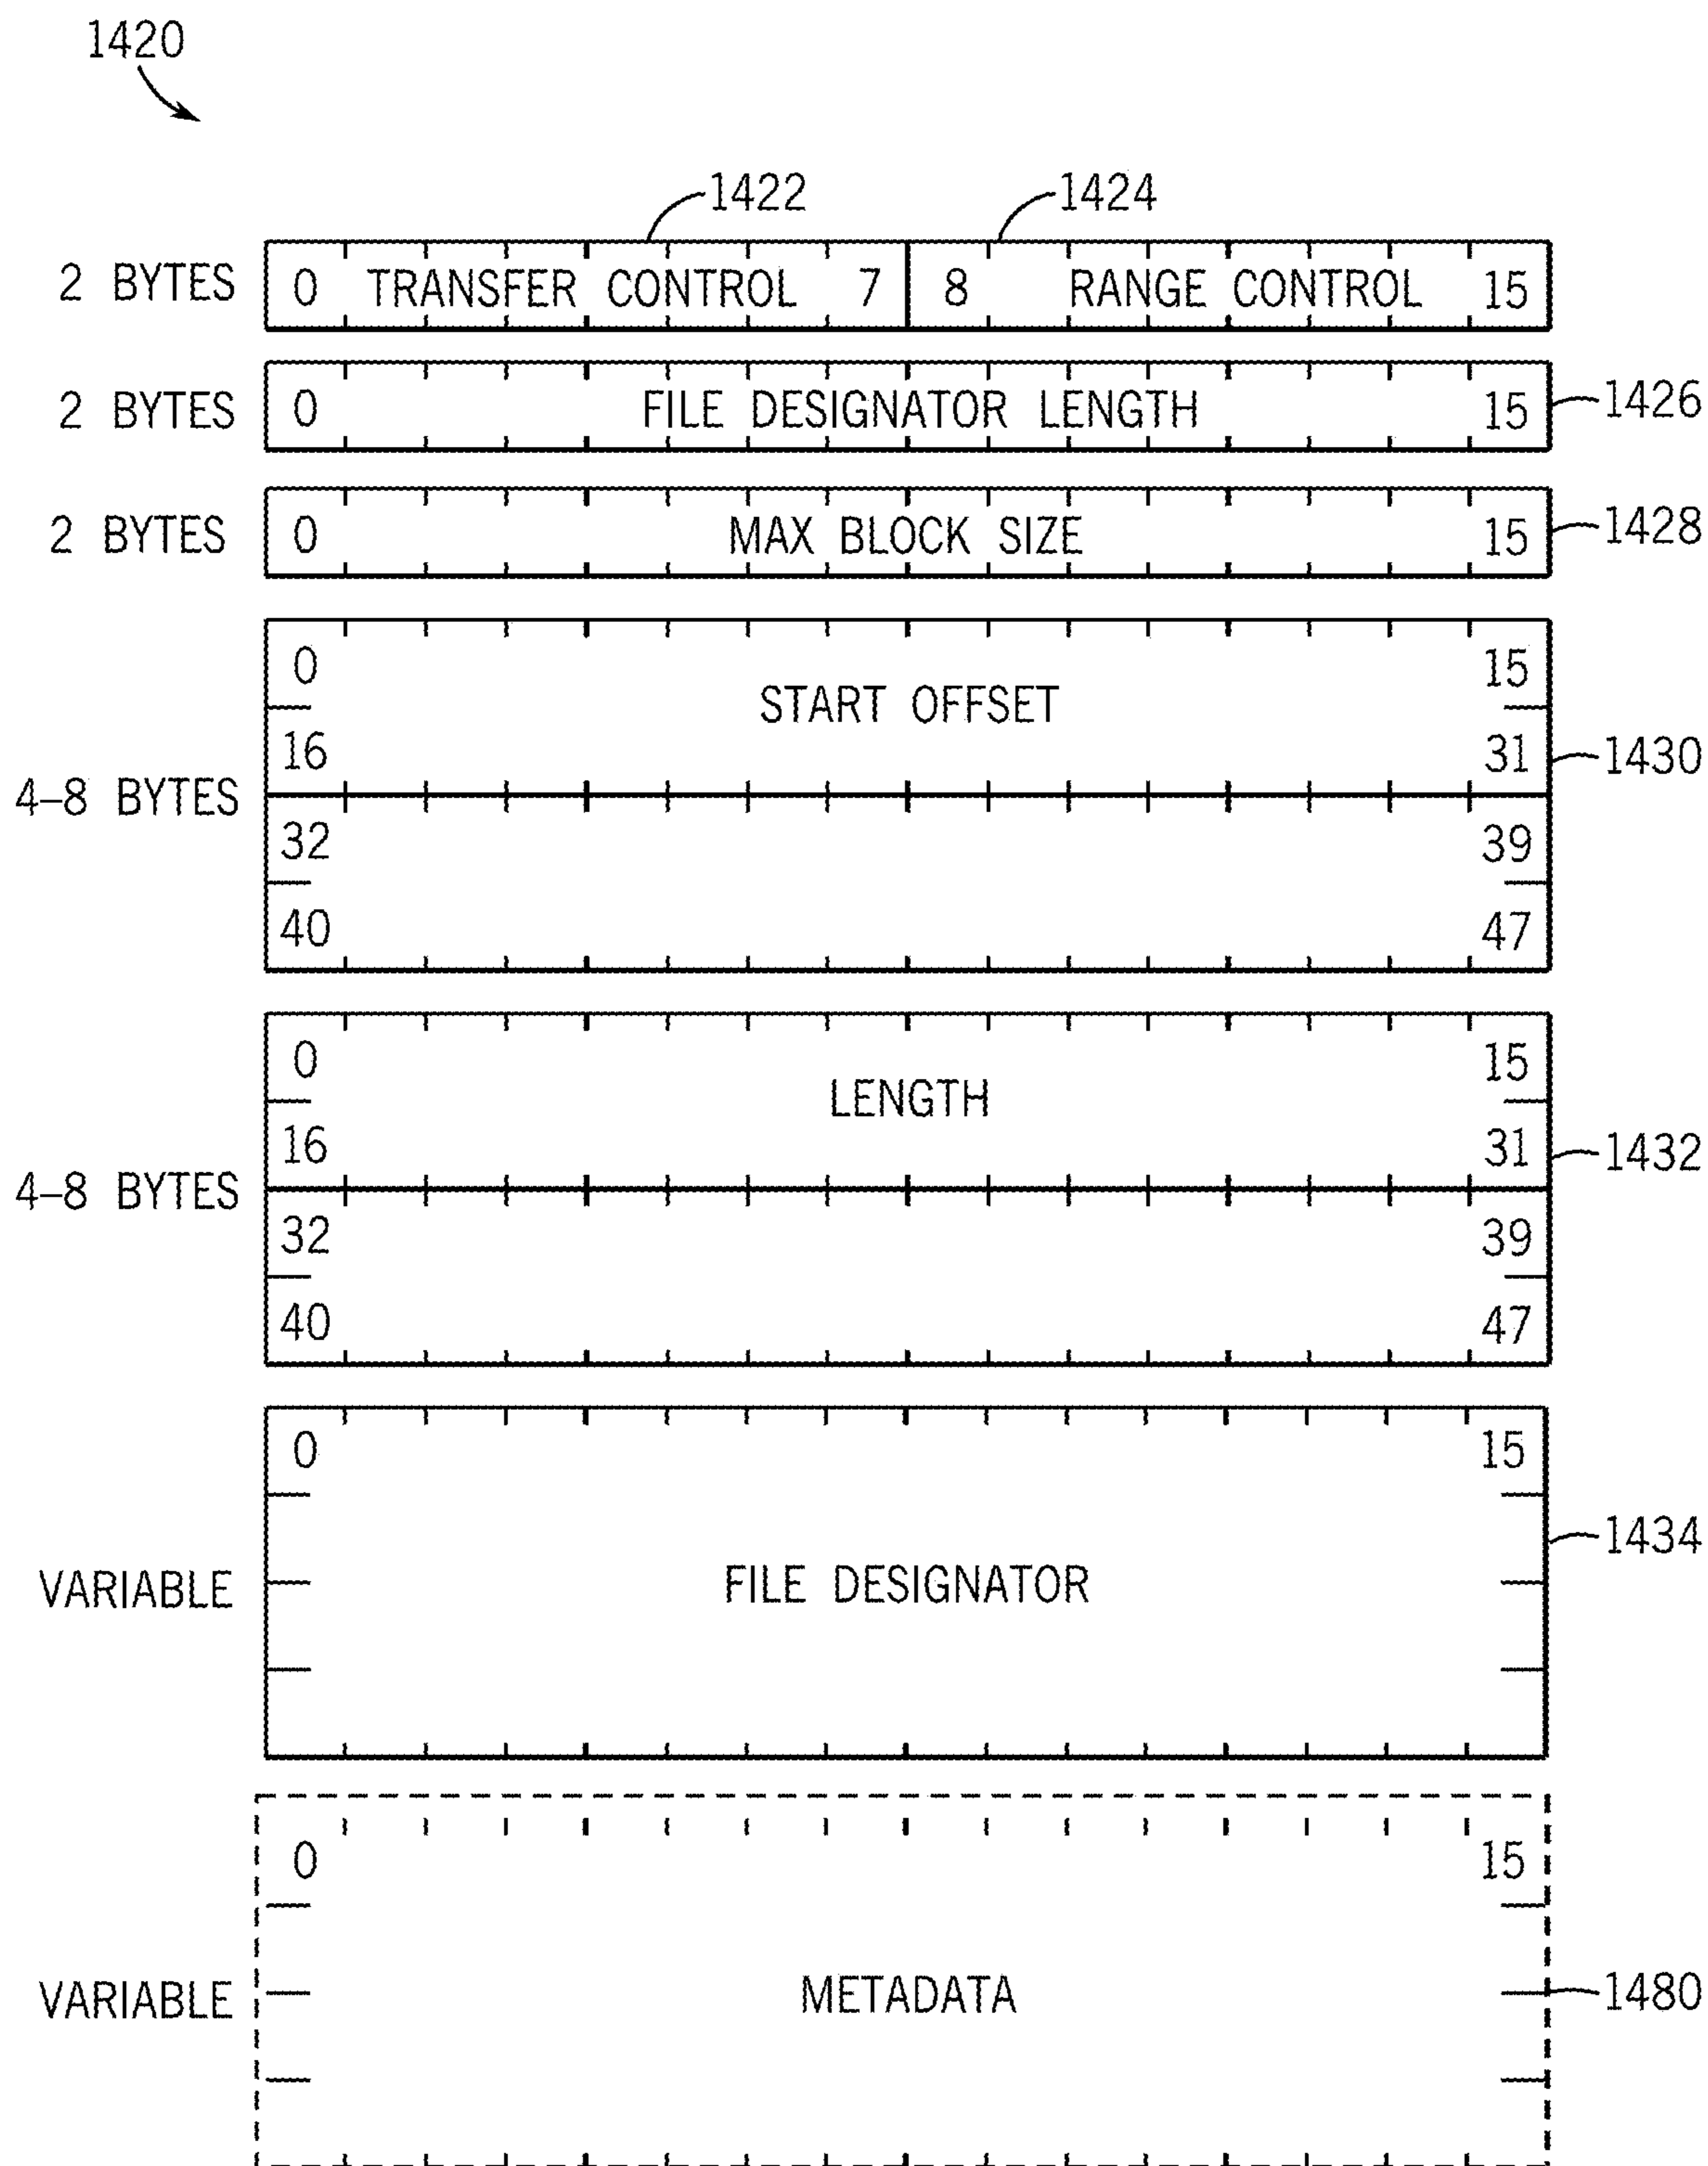 1420
1422 1424
2 BYTES 0 TRANSFER CONTROL 7 8 RANGE CONTROL 15
2 BYTES 0 FILE DESIGNATOR LENGTH 15 1426
2 BYTES 0 MAX BLOCK SIZE 15 1428
0 15
START OFFSET
16 31 1430
4–8 BYTES
32 39
40 47
0 15
LENGTH
16 31 1432
4–8 BYTES
32 39
40 47
0 15
1434
VARIABLE FILE DESIGNATOR
0 15
VARIABLE METADATA 1480